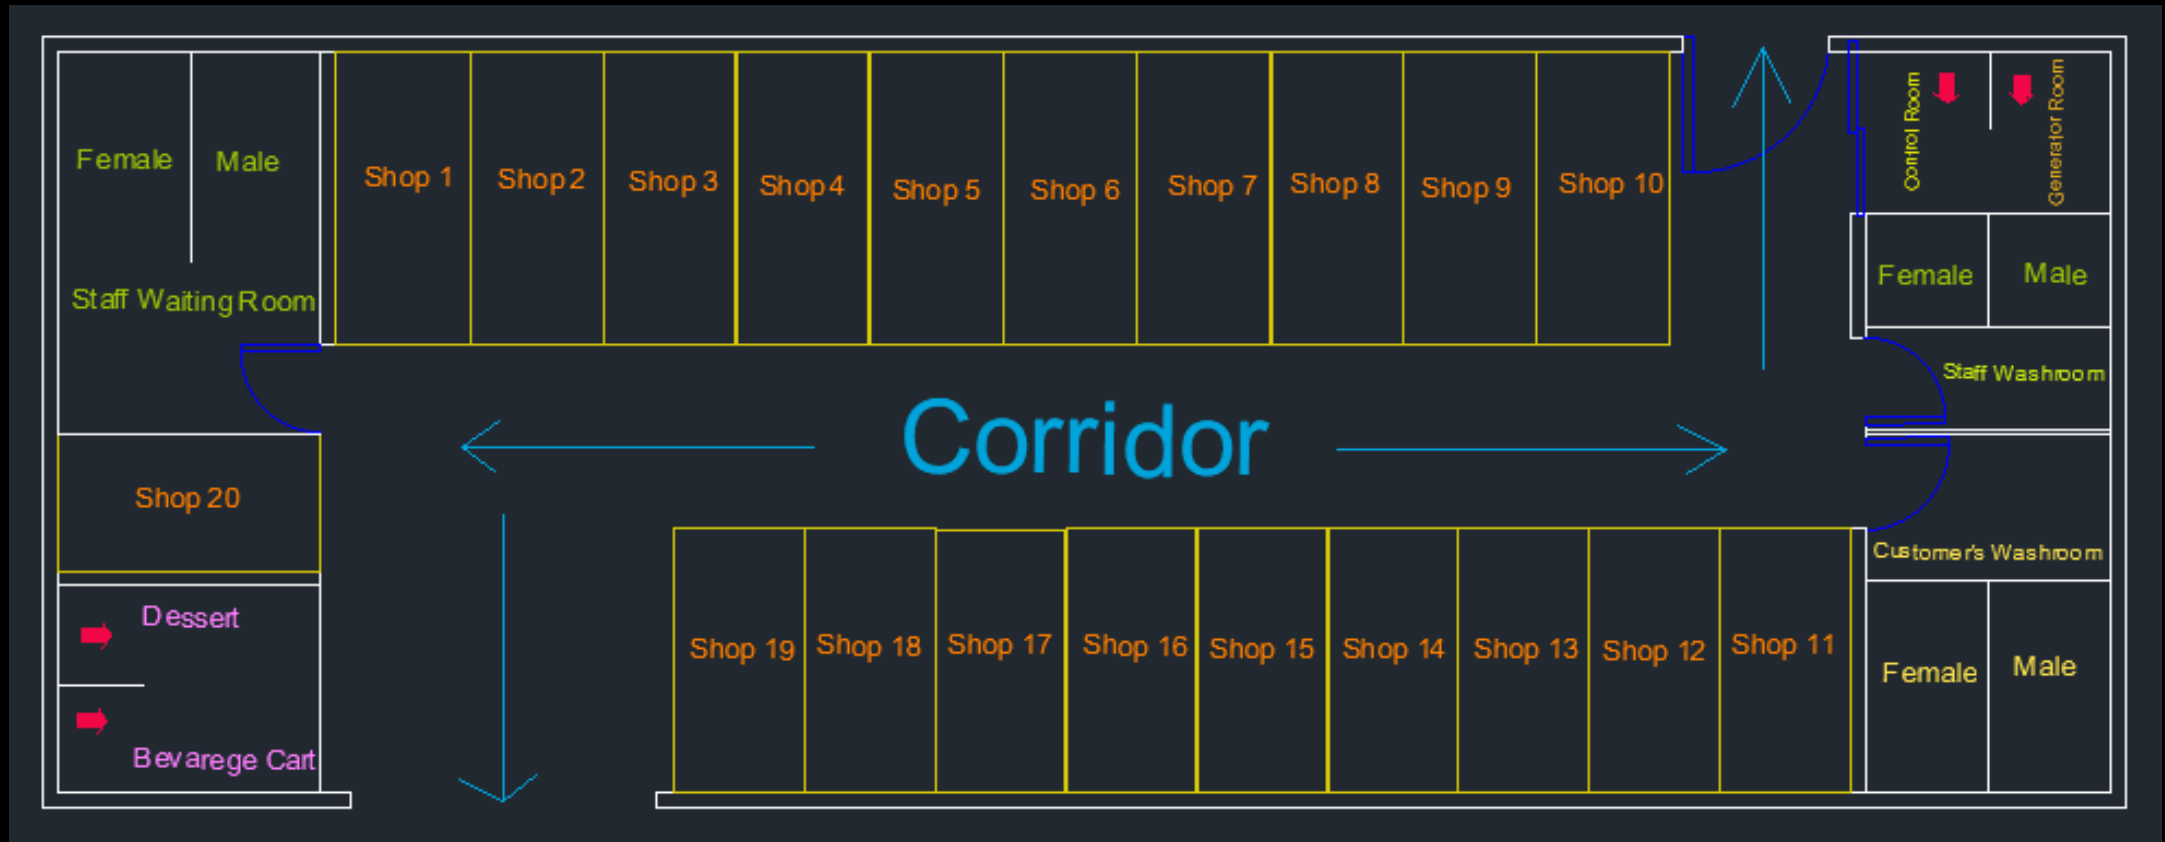 Female
Male
Staff Waiting Room
Shop 1
Shop 2
Shop 3
Shop 4
Shop 5
Shop 6
Shop 7
Shop 8
Shop 9
Shop 10
Control Room
Generator Room
Female
Male
Staff Washroom
Corridor
Shop 20
Dessert
Bevarege Cart
Shop 19
Shop 18
Shop 17
Shop 16
Shop 15
Shop 14
Shop 13
Shop 12
Shop 11
Customer's Washroom
Female
Male